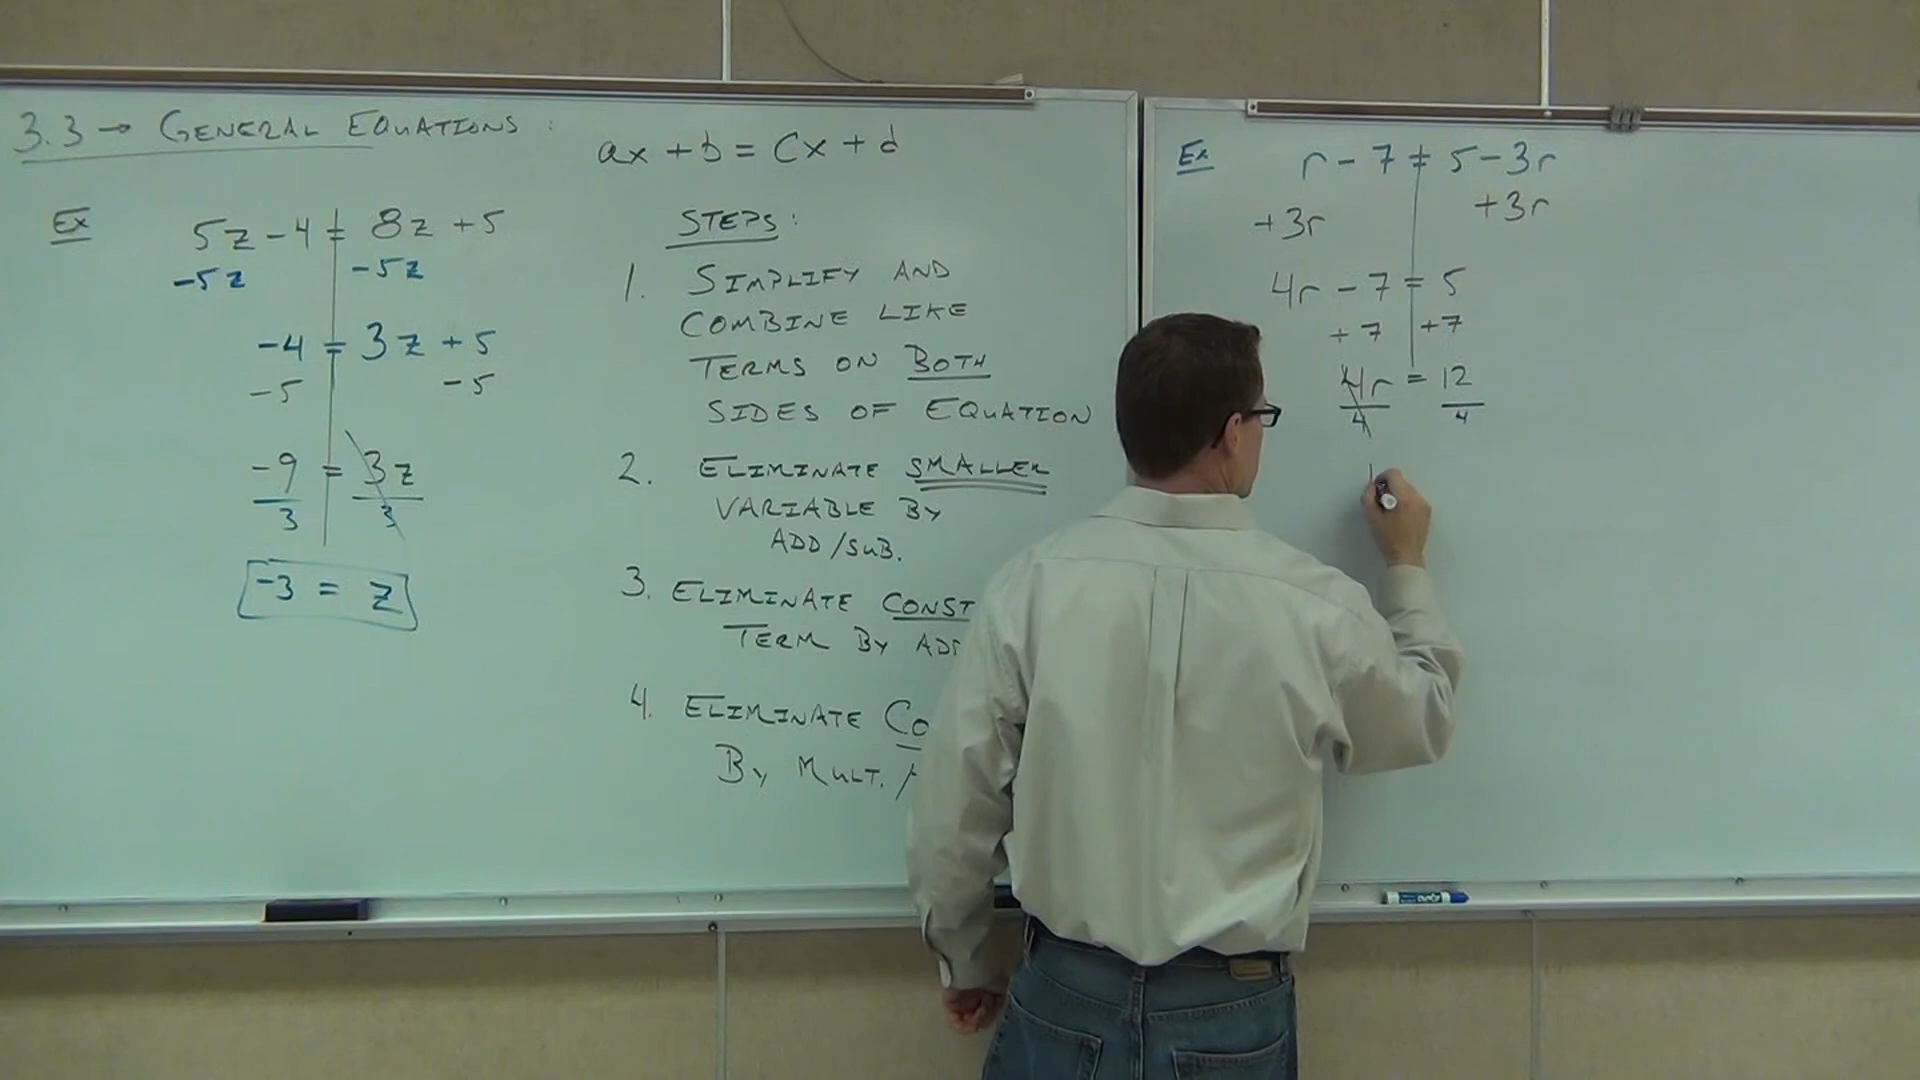 3.3 → GENERAL EQUATIONS :
ax + b = Cx + d
Ex
5z - 4 = 8z + 5
-5z -5z
-4 = 3z + 5
-5 -5
-9 = 3z
3 3
-3 = z
STEPS:
1. SIMPLIFY AND
COMBINE LIKE
TERMS ON BOTH
SIDES OF EQUATION
2. ELIMINATE SMALLER
VARIABLE BY
ADD/SUB.
3. ELIMINATE CONST
TERM BY ADD
4. ELIMINATE CO
By MULT. /
Ex
r - 7 = 5 - 3r
+3r +3r
4r - 7 = 5
+7 +7
4r = 12
4 4